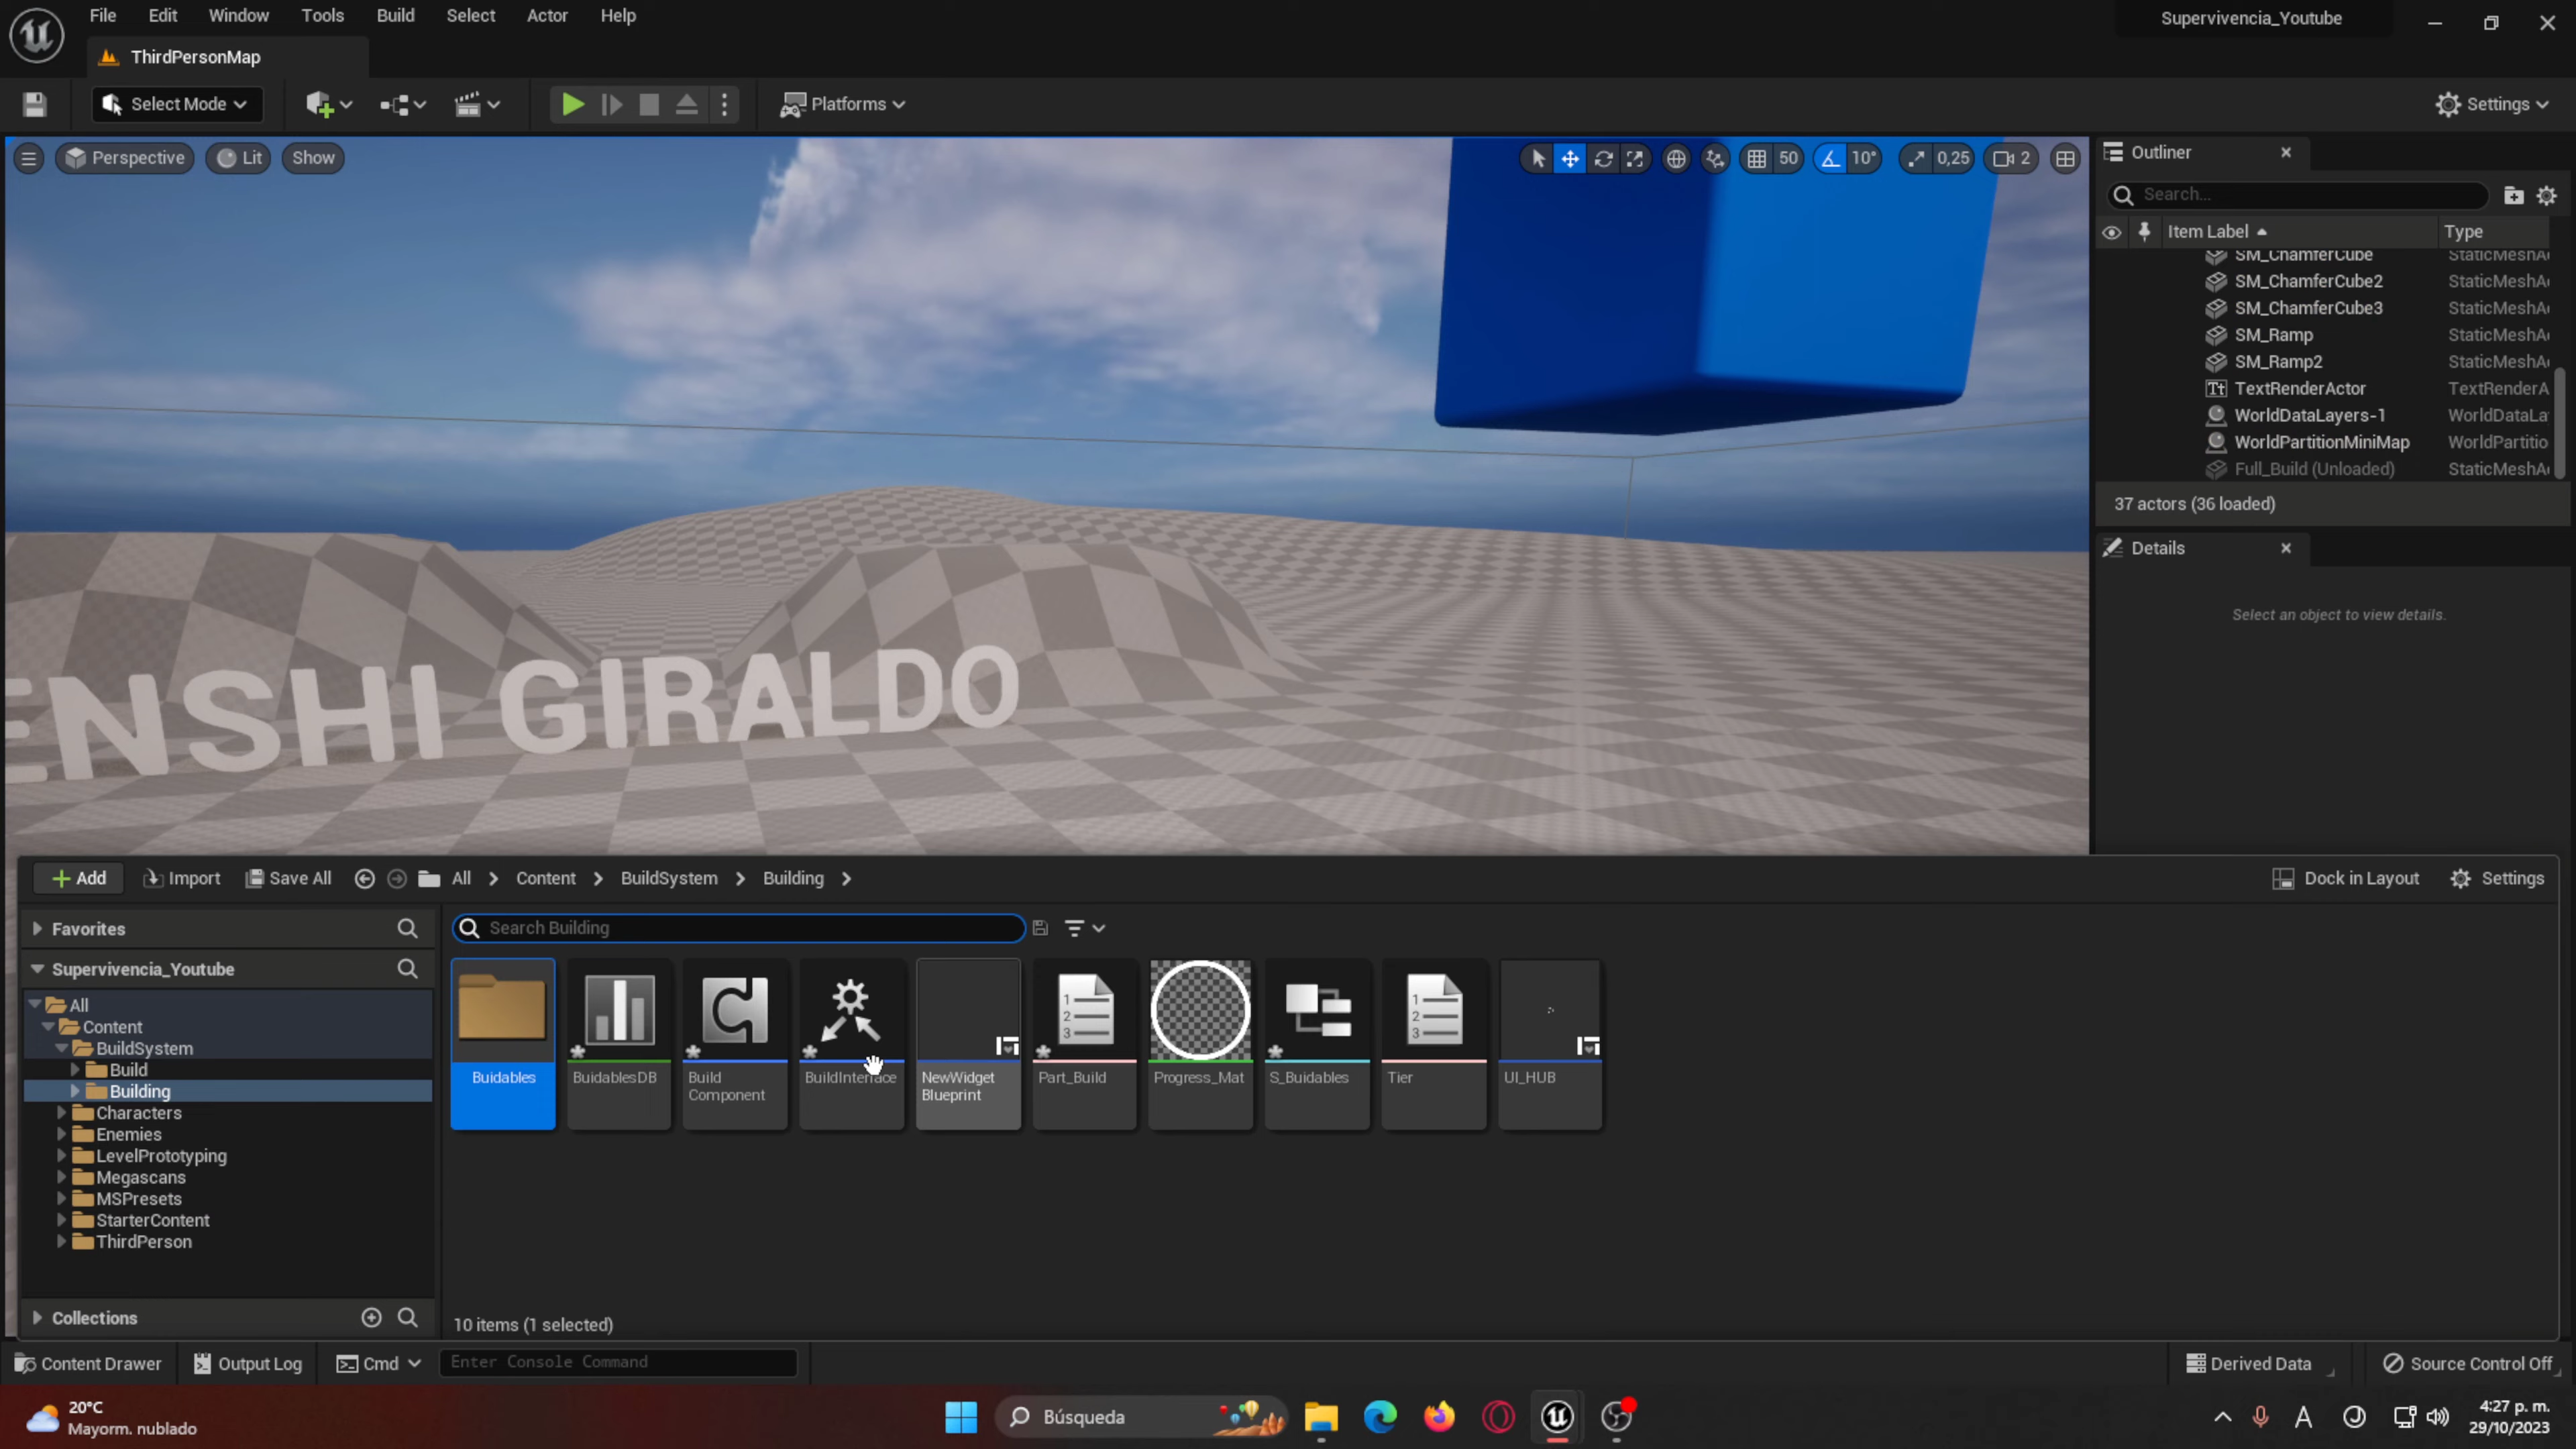 File Edit Window Tools Build Select Actor Help
Supervivencia_Youtube
ThirdPersonMap
Select Mode
Platforms
Settings
Perspective
Lit
Show
50
10°
0,25
2
Outliner
Search...
Item Label
Type
SM_ChamferCube StaticMeshA
SM_ChamferCube2 StaticMeshA
SM_ChamferCube3 StaticMeshA
SM_Ramp StaticMeshA
SM_Ramp2 StaticMeshA
TextRenderActor TextRenderA
WorldDataLayers-1 WorldDataLa
WorldPartitionMiniMap WorldPartitio
Full_Build (Unloaded) StaticMeshA
37 actors (36 loaded)
Details
Select an object to view details.
ENSHI GIRALDO
Add
Import
Save All
All
Content
BuildSystem
Building
Dock in Layout
Settings
Favorites
Search Building
Supervivencia_Youtube
All
Content
BuildSystem
Build
Building
Characters
Enemies
LevelPrototyping
Megascans
MSPresets
StarterContent
ThirdPerson
Collections
Buidables
BuidablesDB
Build
Component
BuildInterface
NewWidget
Blueprint
Part_Build
Progress_Mat
S_Buidables
Tier
UI_HUB
10 items (1 selected)
Content Drawer
Output Log
Cmd
Enter Console Command
Derived Data
Source Control Off
20°C
Mayorm. nublado
Búsqueda
4:27 p. m.
29/10/2023